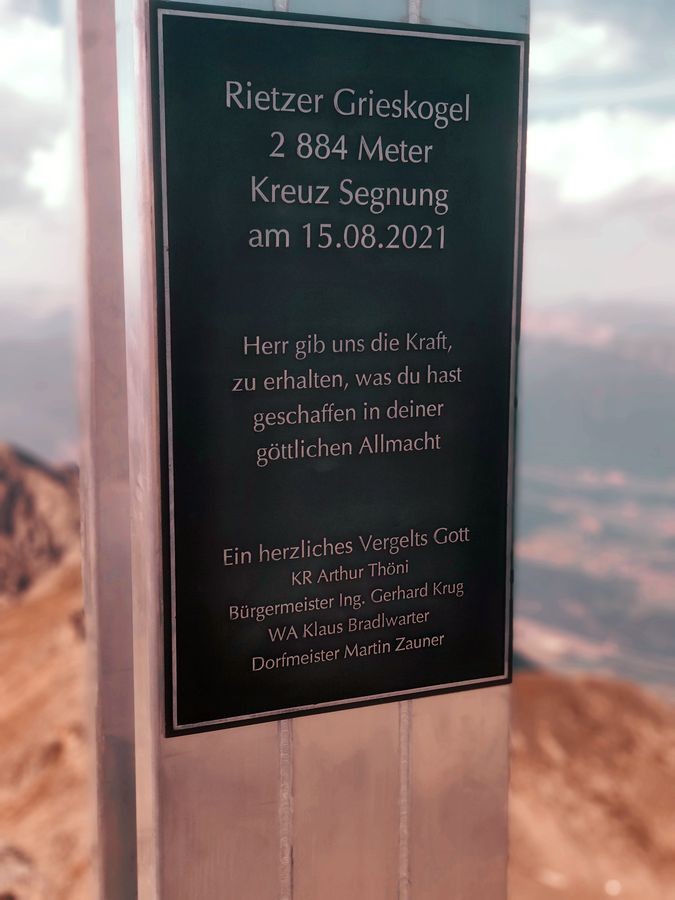 Rietzer Grieskogel
2 884 Meter
Kreuz Segnung
am 15.08.2021
Herr gib uns die Kraft,
zu erhalten, was du hast
geschaffen in deiner
göttlichen Allmacht
Ein herzliches Vergelts Gott
KR Arthur Thöni
Bürgermeister Ing. Gerhard Krug
WA Klaus Bradlwarter
Dorfmeister Martin Zauner